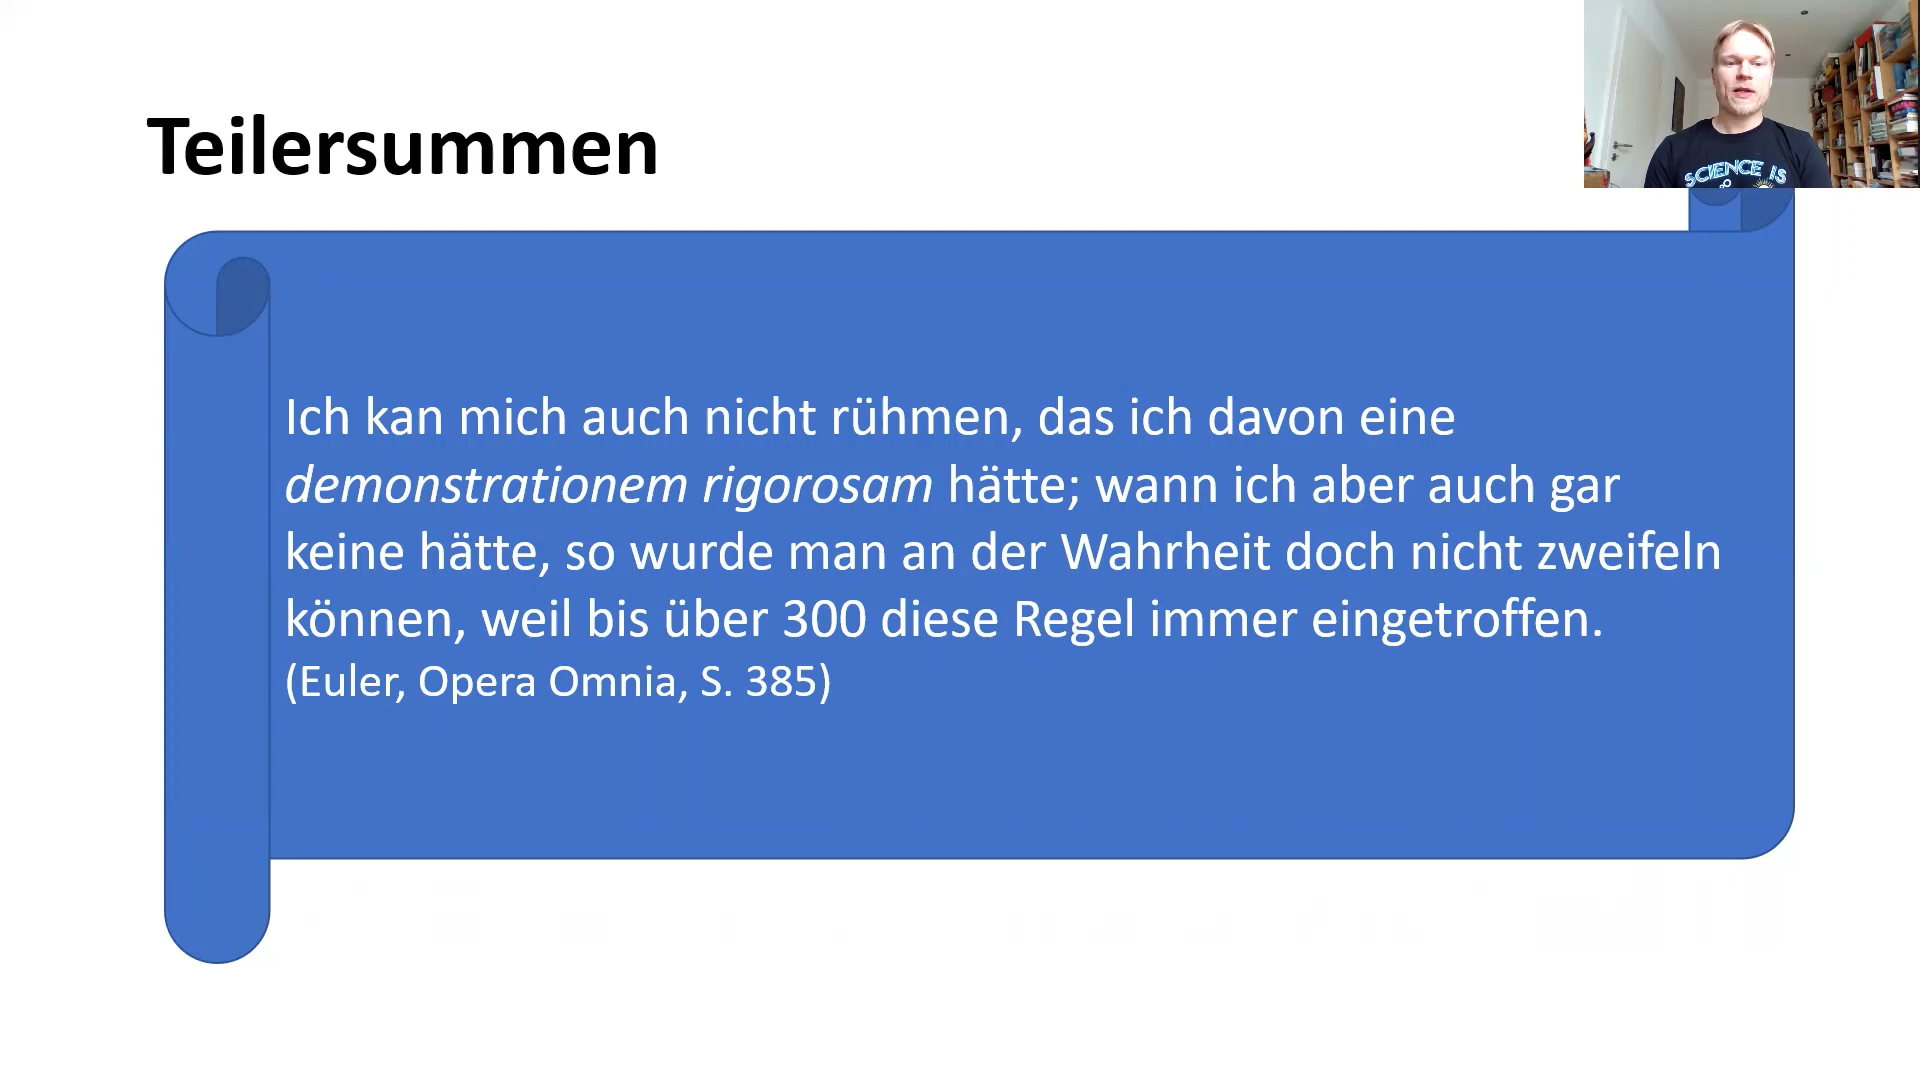 Teilersummen
SCIENCE IS
Ich kan mich auch nicht rühmen, das ich davon eine
demonstrationem rigorosam hätte; wann ich aber auch gar
keine hätte, so wurde man an der Wahrheit doch nicht zweifeln
können, weil bis über 300 diese Regel immer eingetroffen.
(Euler, Opera Omnia, S. 385)